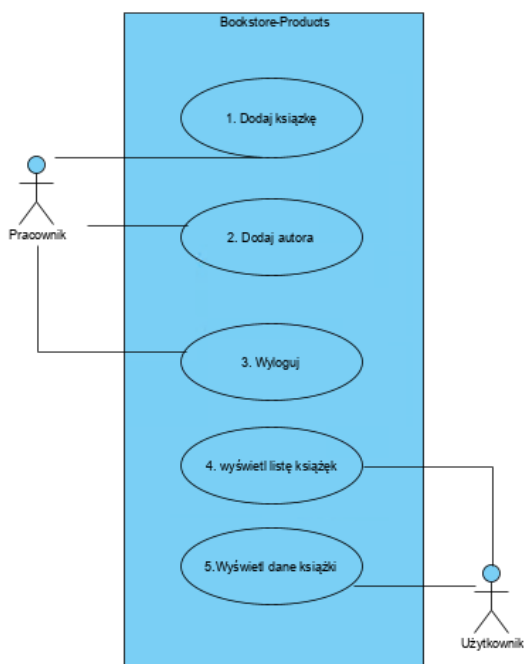 Bookstore-Products
1. Dodaj ksiązkę
Pracownik
2. Dodaj autora
3. Wyloguj
4. wyświetl listę książęk
5.Wyświetl dane książki
Użytkownik